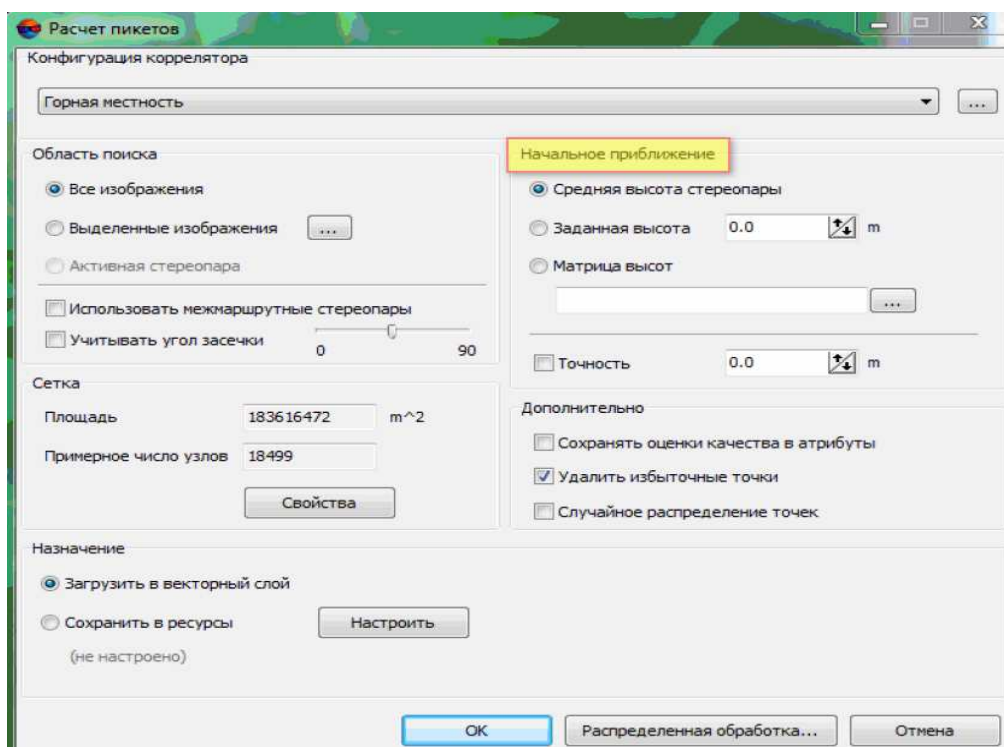 Расчет пикетов
Конфигурация коррелятора
Горная местность
...
Область поиска
Все изображения
Выделенные изображения
...
Активная стереопара
Использовать межмаршрутные стереопары
Учитывать угол засечки
0
90
Начальное приближение
Средняя высота стереопары
Заданная высота 0.0 m
Матрица высот
...
Точность 0.0 m
Сетка
Площадь 183616472 m^2
Примерное число узлов 18499
Свойства
Дополнительно
Сохранять оценки качества в атрибуты
Удалить избыточные точки
Случайное распределение точек
Назначение
Загрузить в векторный слой
Сохранить в ресурсы Настроить
(не настроено)
OK Распределенная обработка... Отмена